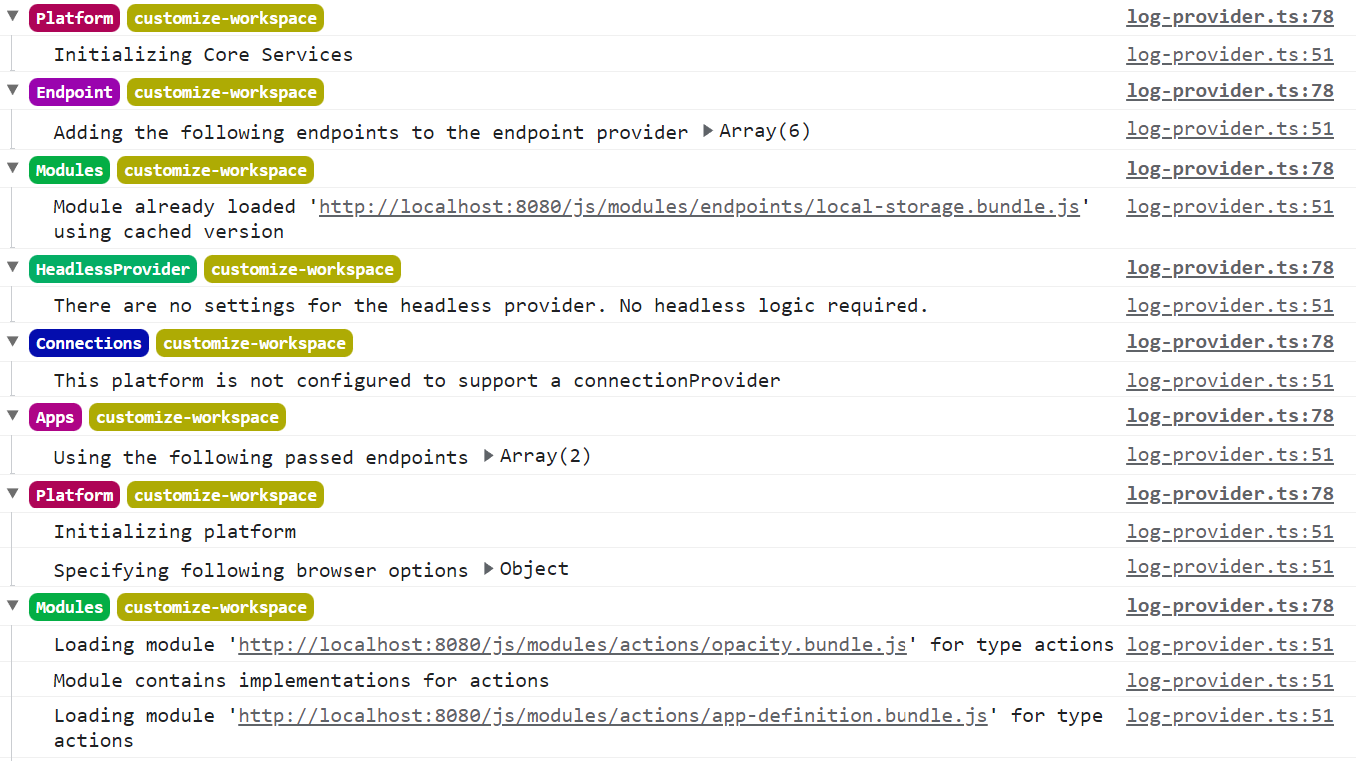 Platform customize-workspace log-provider.ts:78
Initializing Core Services log-provider.ts:51
Endpoint customize-workspace log-provider.ts:78
Adding the following endpoints to the endpoint provider Array(6) log-provider.ts:51
Modules customize-workspace log-provider.ts:78
Module already loaded 'http://localhost:8080/js/modules/endpoints/local-storage.bundle.js' log-provider.ts:51
using cached version
HeadlessProvider customize-workspace log-provider.ts:78
There are no settings for the headless provider. No headless logic required. log-provider.ts:51
Connections customize-workspace log-provider.ts:78
This platform is not configured to support a connectionProvider log-provider.ts:51
Apps customize-workspace log-provider.ts:78
Using the following passed endpoints Array(2) log-provider.ts:51
Platform customize-workspace log-provider.ts:78
Initializing platform log-provider.ts:51
Specifying following browser options Object log-provider.ts:51
Modules customize-workspace log-provider.ts:78
Loading module 'http://localhost:8080/js/modules/actions/opacity.bundle.js' for type actions log-provider.ts:51
Module contains implementations for actions log-provider.ts:51
Loading module 'http://localhost:8080/js/modules/actions/app-definition.bundle.js' for type log-provider.ts:51
actions